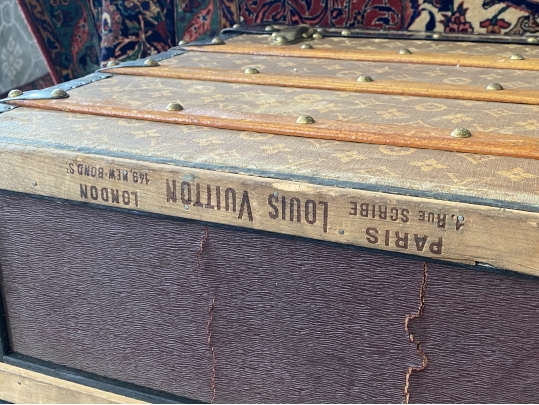 PARIS
1, RUE SCRIBE
LOUIS VUITTON
LONDON
149, NEW-BOND ST